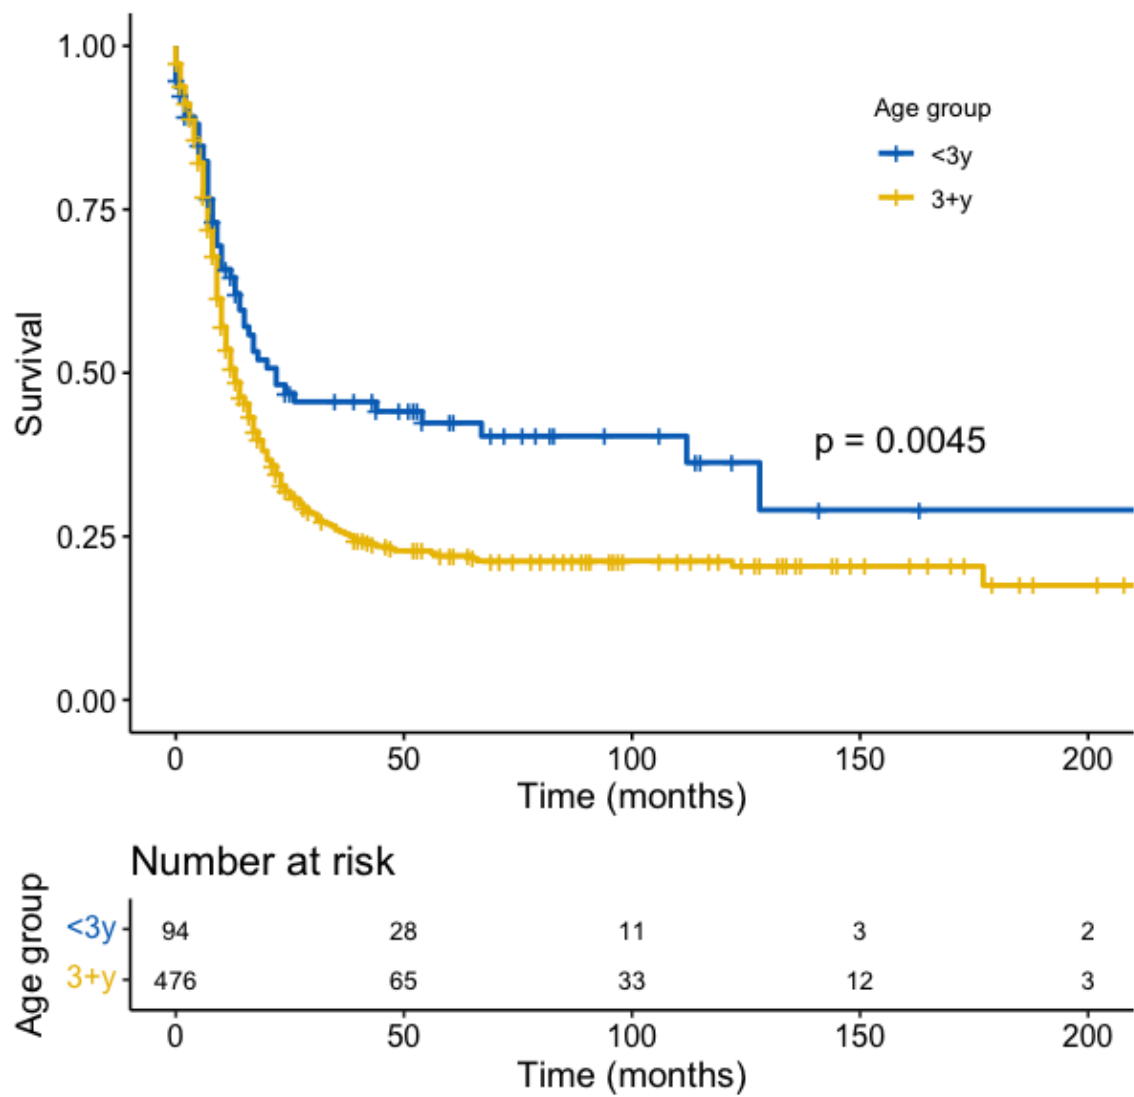 1.00
0.75
0.50
0.25
0.00
Survival
Age group
<3y
3+y
p = 0.0045
0 50 100 150 200
Time (months)
Number at risk
Age group
<3y 94 28 11 3 2
3+y 476 65 33 12 3
0 50 100 150 200
Time (months)